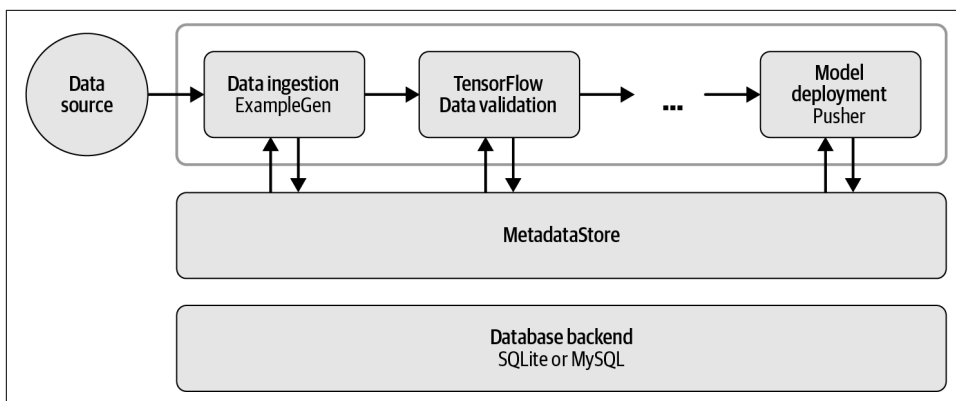 Data
source
Data ingestion
ExampleGen
TensorFlow
Data validation
...
Model
deployment
Pusher
MetadataStore
Database backend
SQLite or MySQL